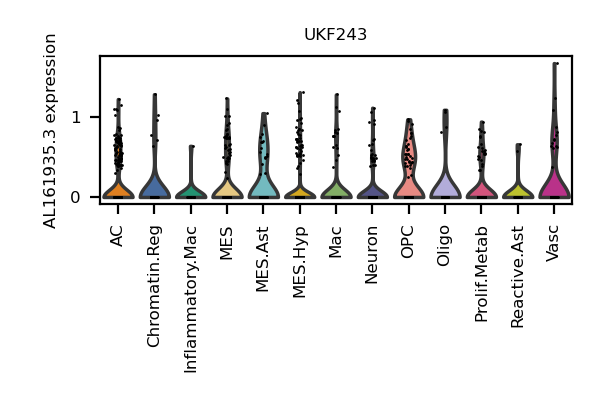 UKF243
AL161935.3 expression
1
0
AC
Chromatin.Reg
Inflammatory.Mac
MES
MES.Ast
MES.Hyp
Mac
Neuron
OPC
Oligo
Prolif.Metab
Reactive.Ast
Vasc